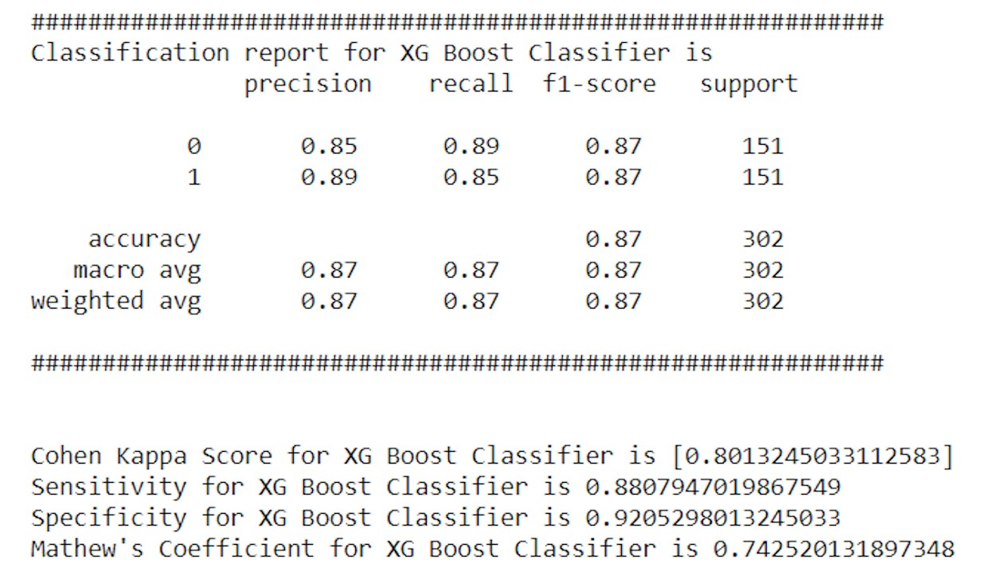 ############################################################
Classification report for XG Boost Classifier is
precision recall f1-score support
0 0.85 0.89 0.87 151
1 0.89 0.85 0.87 151
accuracy 0.87 302
macro avg 0.87 0.87 0.87 302
weighted avg 0.87 0.87 0.87 302
############################################################
Cohen Kappa Score for XG Boost Classifier is [0.8013245033112583]
Sensitivity for XG Boost Classifier is 0.8807947019867549
Specificity for XG Boost Classifier is 0.9205298013245033
Mathew's Coefficient for XG Boost Classifier is 0.742520131897348